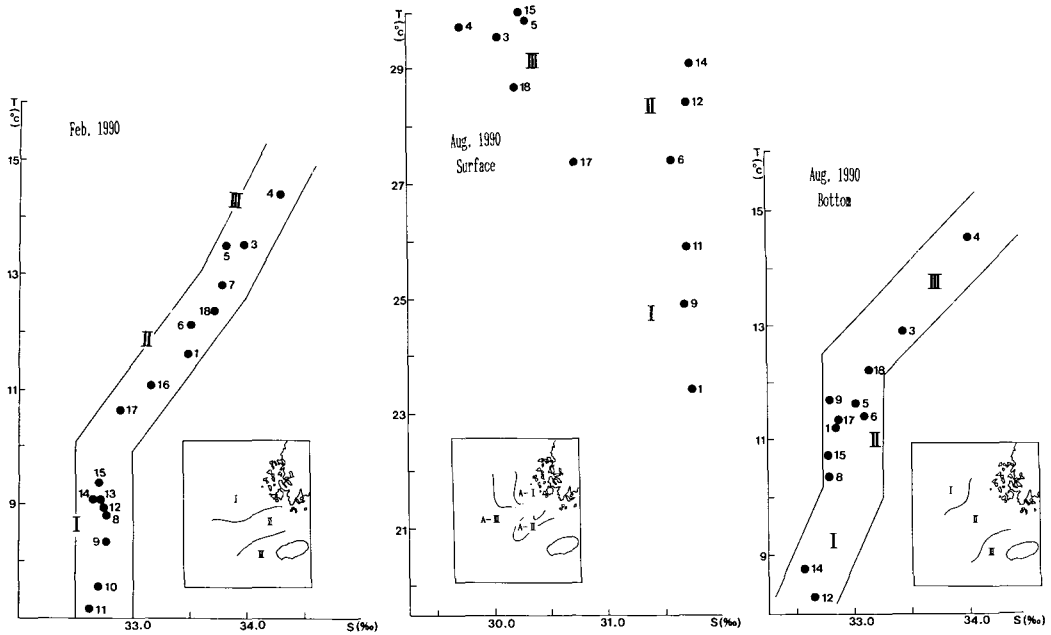 T
(c°)
Feb. 1990
15
13
11
9
III
II
I
4
5
3
7
18
6
1
16
17
15
14
13
12
8
9
10
11
I
II
III
33.0
34.0
S(‰)
T
(c°)
Aug. 1990
Surface
29
27
25
23
21
15
4
5
3
III
18
14
II
12
17
6
11
I
9
1
A-I
A-III
A-II
30.0
31.0
S(‰)
T
(c°)
Aug. 1990
Bottom
15
13
11
9
4
III
3
18
9
5
17
6
1
II
15
8
I
14
12
I
II
III
33.0
34.0
S(‰)